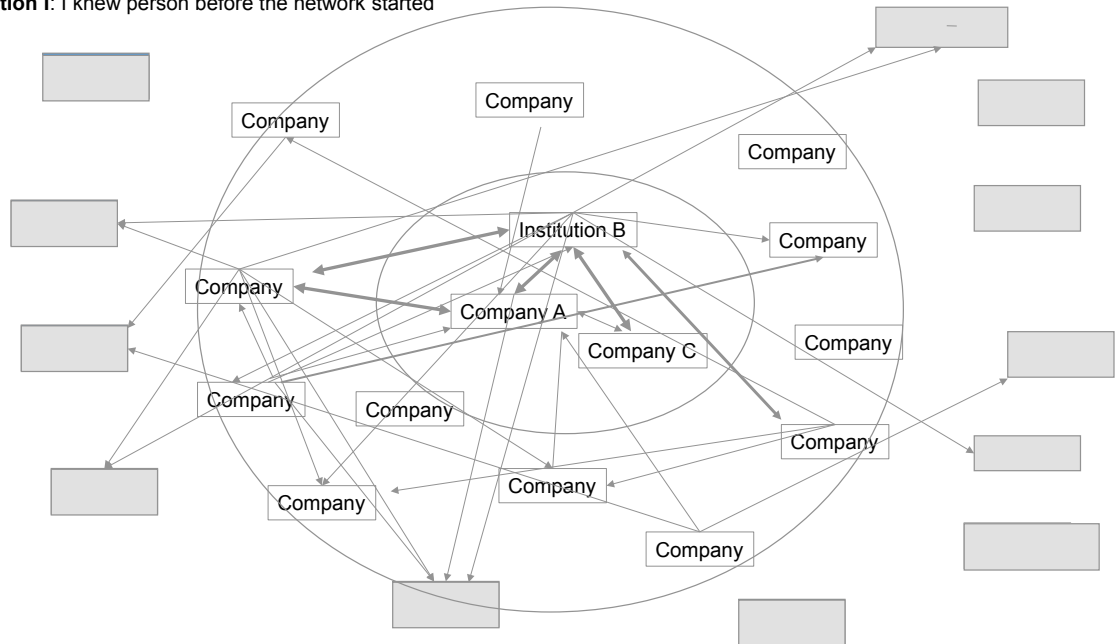 tion I: I knew person before the network started
Company
Company
Company
Institution B
Company
Company
Company A
Company C
Company
Company
Company
Company
Company
Company
Company